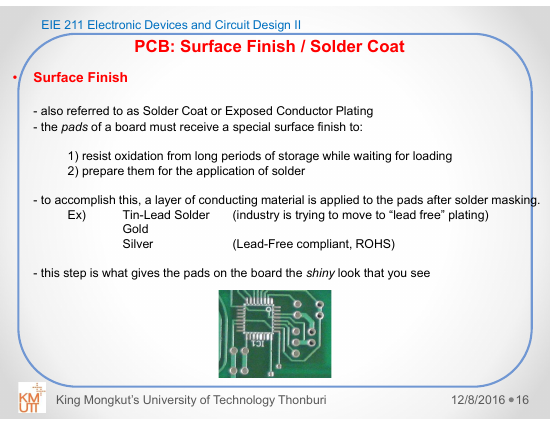 EIE 211 Electronic Devices and Circuit Design II
PCB: Surface Finish / Solder Coat
• Surface Finish
- also referred to as Solder Coat or Exposed Conductor Plating
- the pads of a board must receive a special surface finish to:
1) resist oxidation from long periods of storage while waiting for loading
2) prepare them for the application of solder
- to accomplish this, a layer of conducting material is applied to the pads after solder masking.
Ex) Tin-Lead Solder (industry is trying to move to “lead free” plating)
Gold
Silver (Lead-Free compliant, ROHS)
- this step is what gives the pads on the board the shiny look that you see
IC1
KM
UTT
King Mongkut’s University of Technology Thonburi 12/8/2016 ● 16